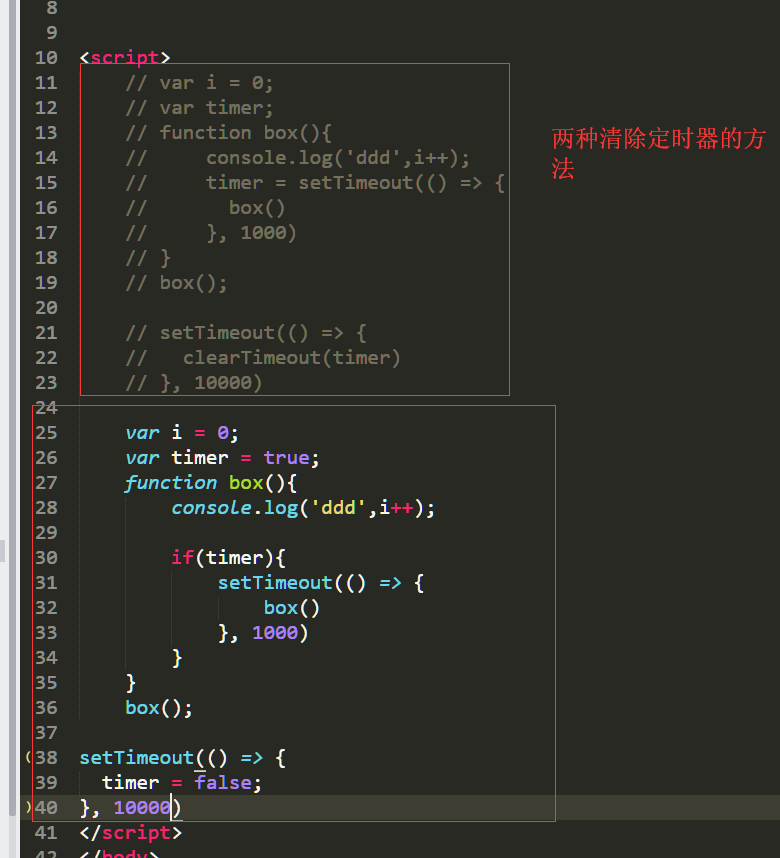 8
9
10 <script>
11 // var i = 0;
12 // var timer;
13 // function box(){
14 //     console.log('ddd',i++);
15 //     timer = setTimeout(() => {
16 //       box()
17 //     }, 1000)
18 // }
19 // box();
20
21 // setTimeout(() => {
22 //   clearTimeout(timer)
23 // }, 10000)
24
25 var i = 0;
26 var timer = true;
27 function box(){
28     console.log('ddd',i++);
29
30     if(timer){
31         setTimeout(() => {
32             box()
33         }, 1000)
34     }
35 }
36 box();
37
38 setTimeout(() => {
39   timer = false;
40 }, 10000)
41 </script>
42 </body>
两种清除定时器的方
法